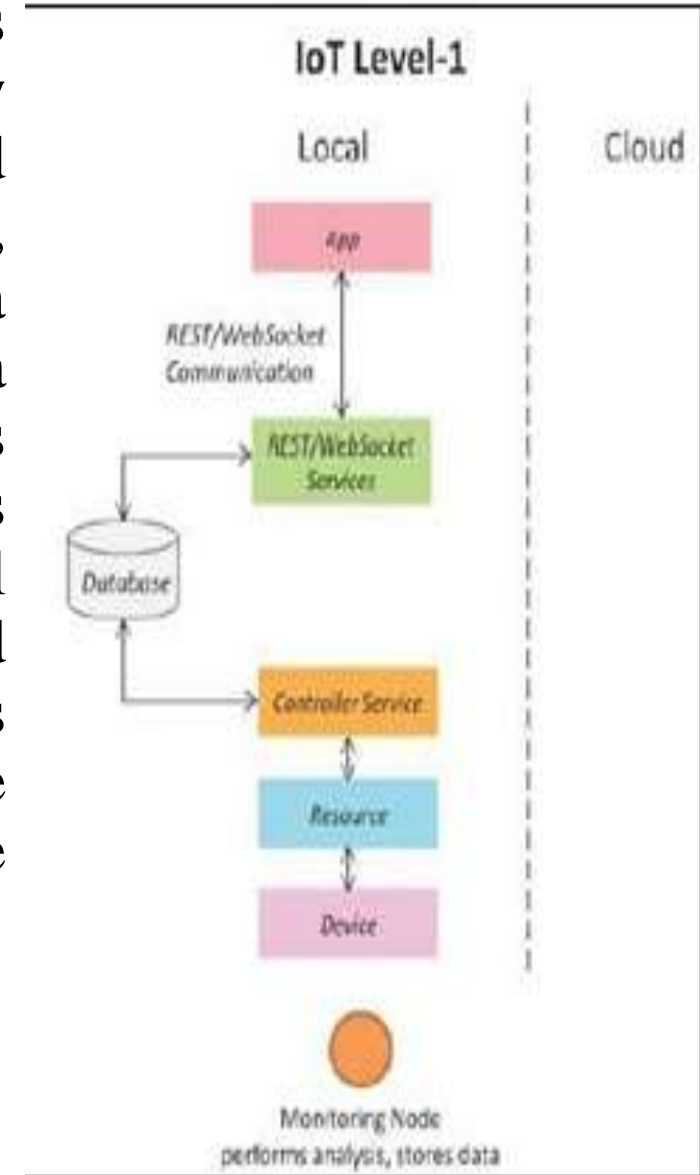 IoT Level-1
Local
Cloud
App
REST/WebSocket
Communication
REST/WebSocket
Services
Database
Controller Service
Resource
Device
Monitoring Node
performs analysis, stores data